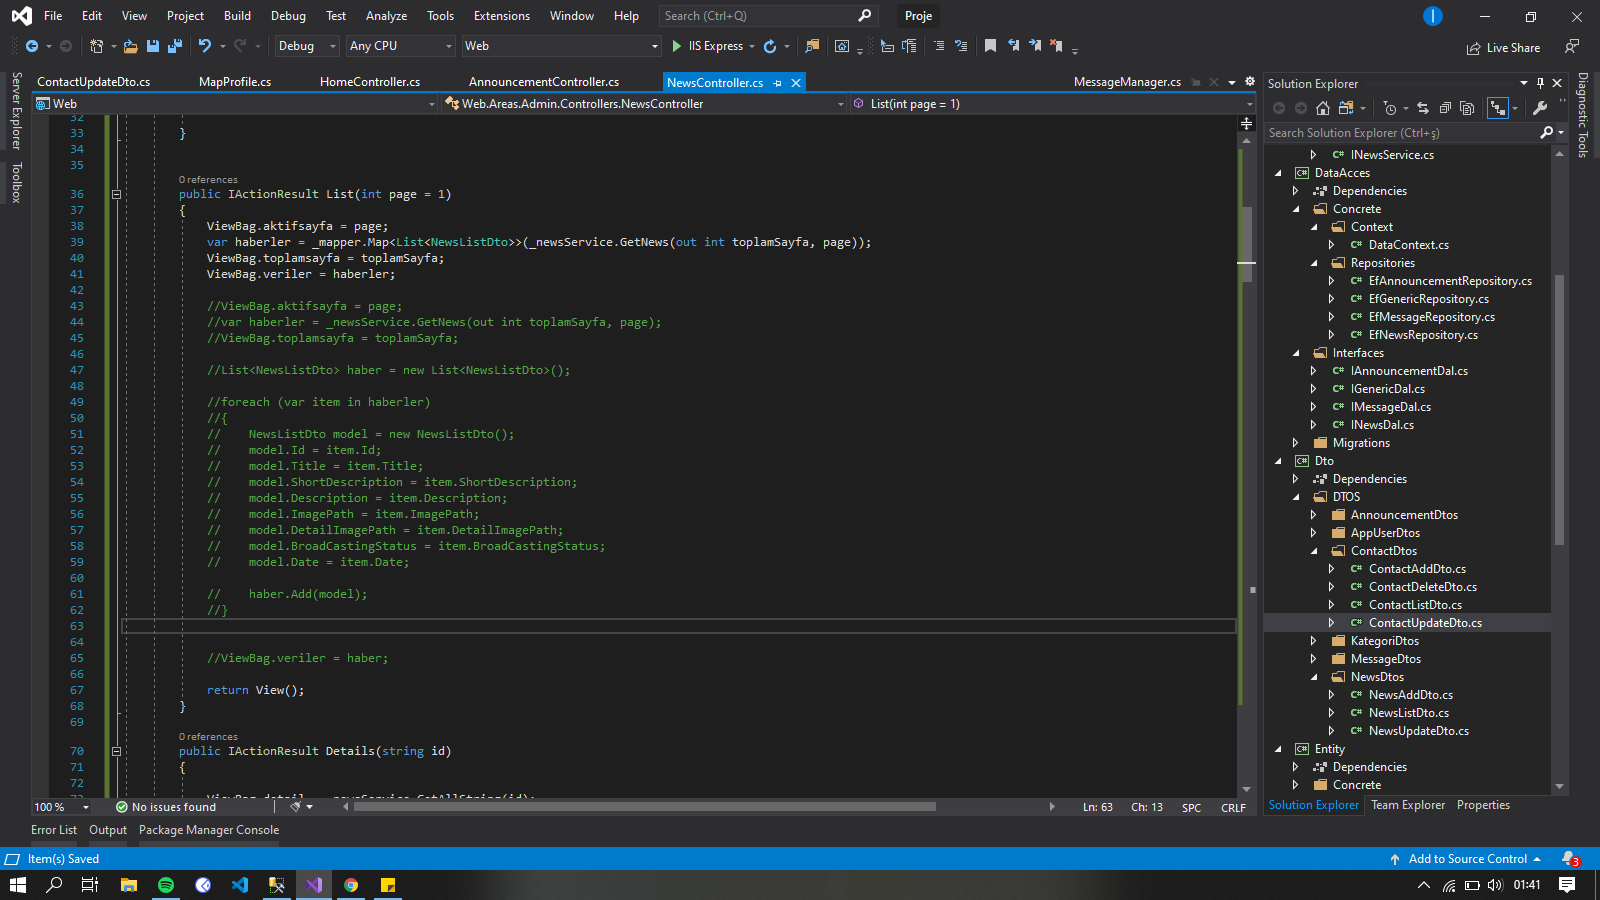 File Edit View Project Build Debug Test Analyze Tools Extensions Window Help Search (Ctrl+Q) Proje
Debug Any CPU Web IIS Express Live Share
ContactUpdateDto.cs MapProfile.cs HomeController.cs AnnouncementController.cs NewsController.cs MessageManager.cs
Web Web.Areas.Admin.Controllers.NewsController List(int page = 1)
Server Explorer
Toolbox
32
33 }
34
35
0 references
36 public IActionResult List(int page = 1)
37 {
38 ViewBag.aktifsayfa = page;
39 var haberler = _mapper.Map<List<NewsListDto>>(_newsService.GetNews(out int toplamSayfa, page));
40 ViewBag.toplamsayfa = toplamSayfa;
41 ViewBag.veriler = haberler;
42
43 //ViewBag.aktifsayfa = page;
44 //var haberler = _newsService.GetNews(out int toplamSayfa, page);
45 //ViewBag.toplamsayfa = toplamSayfa;
46
47 //List<NewsListDto> haber = new List<NewsListDto>();
48
49 //foreach (var item in haberler)
50 //{
51 // NewsListDto model = new NewsListDto();
52 // model.Id = item.Id;
53 // model.Title = item.Title;
54 // model.ShortDescription = item.ShortDescription;
55 // model.Description = item.Description;
56 // model.ImagePath = item.ImagePath;
57 // model.DetailImagePath = item.DetailImagePath;
58 // model.BroadCastingStatus = item.BroadCastingStatus;
59 // model.Date = item.Date;
60
61 // haber.Add(model);
62 //}
63
64
65 //ViewBag.veriler = haber;
66
67 return View();
68 }
69
0 references
70 public IActionResult Details(string id)
71 {
72
100 % No issues found Ln: 63 Ch: 13 SPC CRLF
Error List Output Package Manager Console
Solution Explorer
Search Solution Explorer (Ctrl+ş)
C# INewsService.cs
C# DataAcces
Dependencies
Concrete
Context
C# DataContext.cs
Repositories
C# EfAnnouncementRepository.cs
C# EfGenericRepository.cs
C# EfMessageRepository.cs
C# EfNewsRepository.cs
Interfaces
C# IAnnouncementDal.cs
C# IGenericDal.cs
C# IMessageDal.cs
C# INewsDal.cs
Migrations
C# Dto
Dependencies
DTOS
AnnouncementDtos
AppUserDtos
ContactDtos
C# ContactAddDto.cs
C# ContactDeleteDto.cs
C# ContactListDto.cs
C# ContactUpdateDto.cs
KategoriDtos
MessageDtos
NewsDtos
C# NewsAddDto.cs
C# NewsListDto.cs
C# NewsUpdateDto.cs
C# Entity
Dependencies
Concrete
Solution Explorer Team Explorer Properties
Diagnostic Tools
Item(s) Saved Add to Source Control 3
01:41